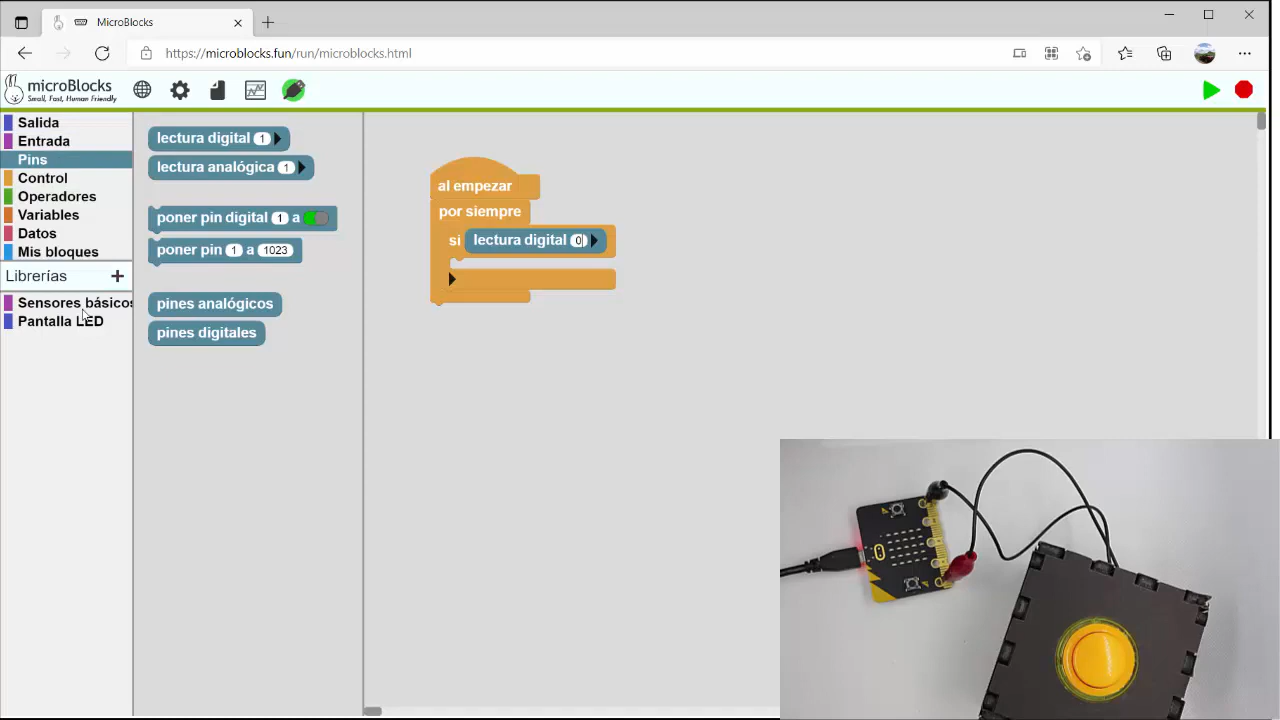 MicroBlocks
https://microblocks.fun/run/microblocks.html
microBlocks
Small, Fast, Human Friendly
Salida
Entrada
Pins
Control
Operadores
Variables
Datos
Mis bloques
Librerías +
Sensores básicos
Pantalla LED
lectura digital 1
lectura analógica 1
poner pin digital 1 a
poner pin 1 a 1023
pines analógicos
pines digitales
al empezar
por siempre
si lectura digital 0